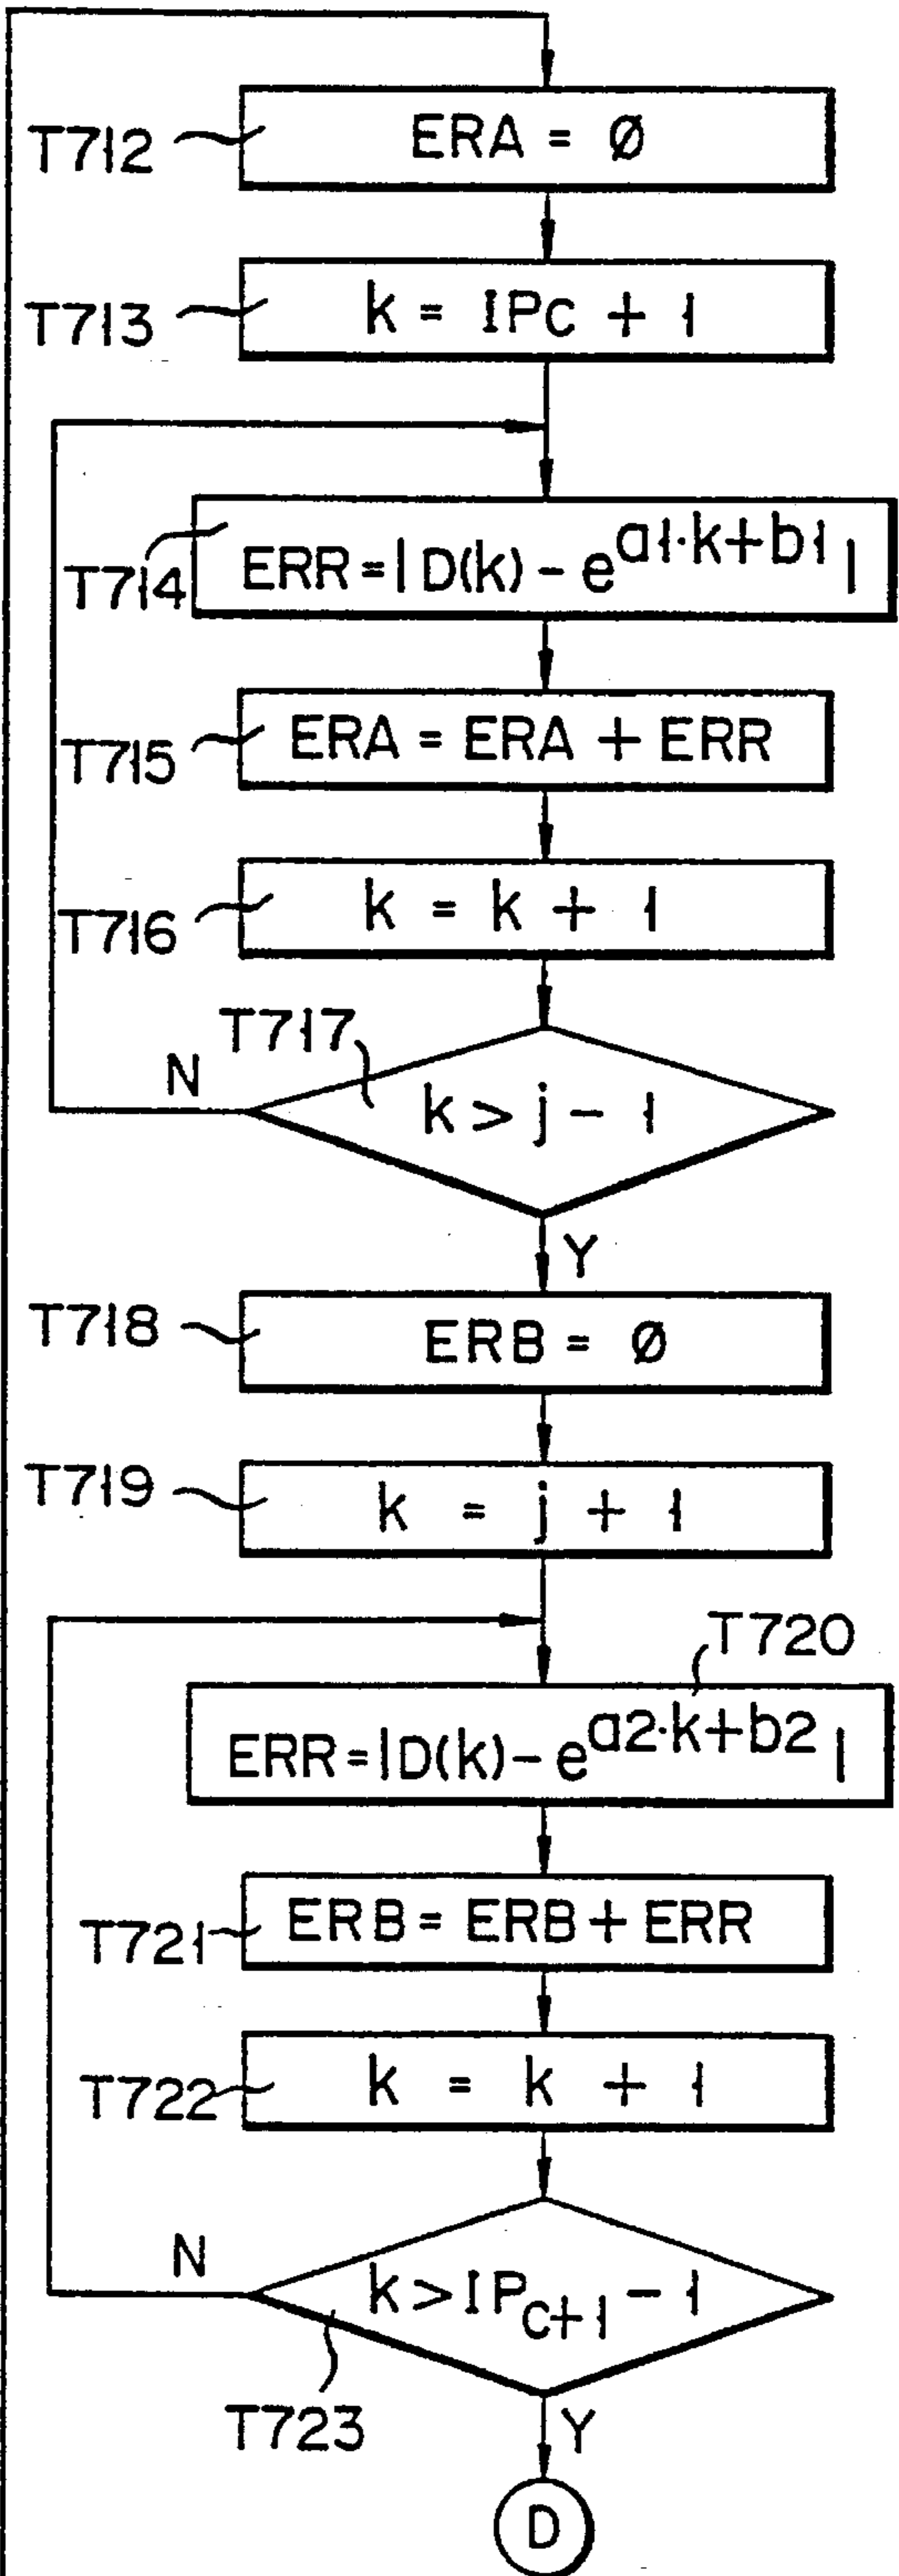 T712
ERA = Ø
T713
k = IPc + 1
T714
ERR = | D(k) - e^{a1·k+b1} |
T715
ERA = ERA + ERR
T716
k = k + 1
T717
N
k > j - 1
Y
T718
ERB = Ø
T719
k = j + 1
T720
ERR = | D(k) - e^{a2·k+b2} |
T721
ERB = ERB + ERR
T722
k = k + 1
N
k > IP_{C+1} - 1
T723
Y
D